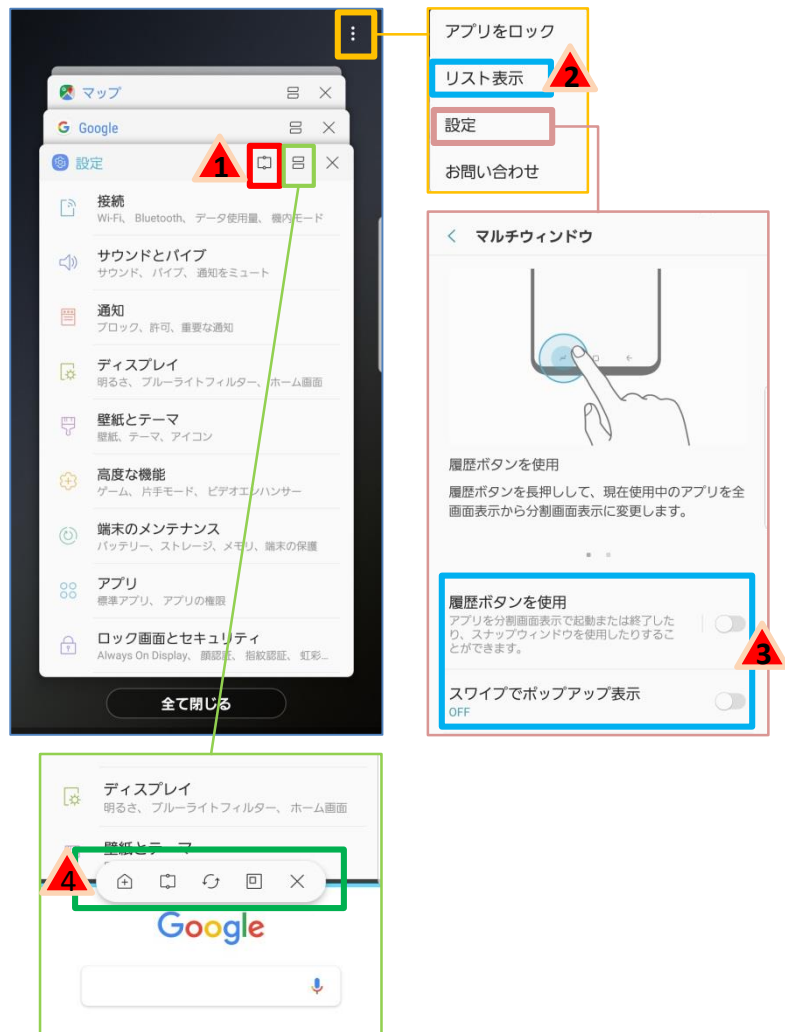 マップ
Google
設定
1
接続
Wi-Fi、 Bluetooth、 データ使用量、 機内モード
サウンドとバイブ
サウンド、 バイブ、 通知をミュート
通知
ブロック、許可、重要な通知
ディスプレイ
明るさ、 ブルーライトフィルター、 ホーム画面
壁紙とテーマ
壁紙、テーマ、アイコン
高度な機能
ゲーム、 片手モード、 ビデオエンハンサー
端末のメンテナンス
バッテリー、ストレージ、メモリ、端末の保護
アプリ
標準アプリ、 アプリの権限
ロック画面とセキュリティ
Always On Display、 顔認証、 指紋認証、 虹彩...
全て閉じる
アプリをロック
リスト表示
2
設定
お問い合わせ
マルチウィンドウ
履歴ボタンを使用
履歴ボタンを長押しして、現在使用中のアプリを全
画面表示から分割画面表示に変更します。
履歴ボタンを使用
アプリを分割画面表示で起動または終了した
り、スナップウィンドウを使用したりするこ
とができます。
3
スワイプでポップアップ表示
OFF
ディスプレイ
明るさ、 ブルーライトフィルター、 ホーム画面
壁紙とテーマ
4
Google